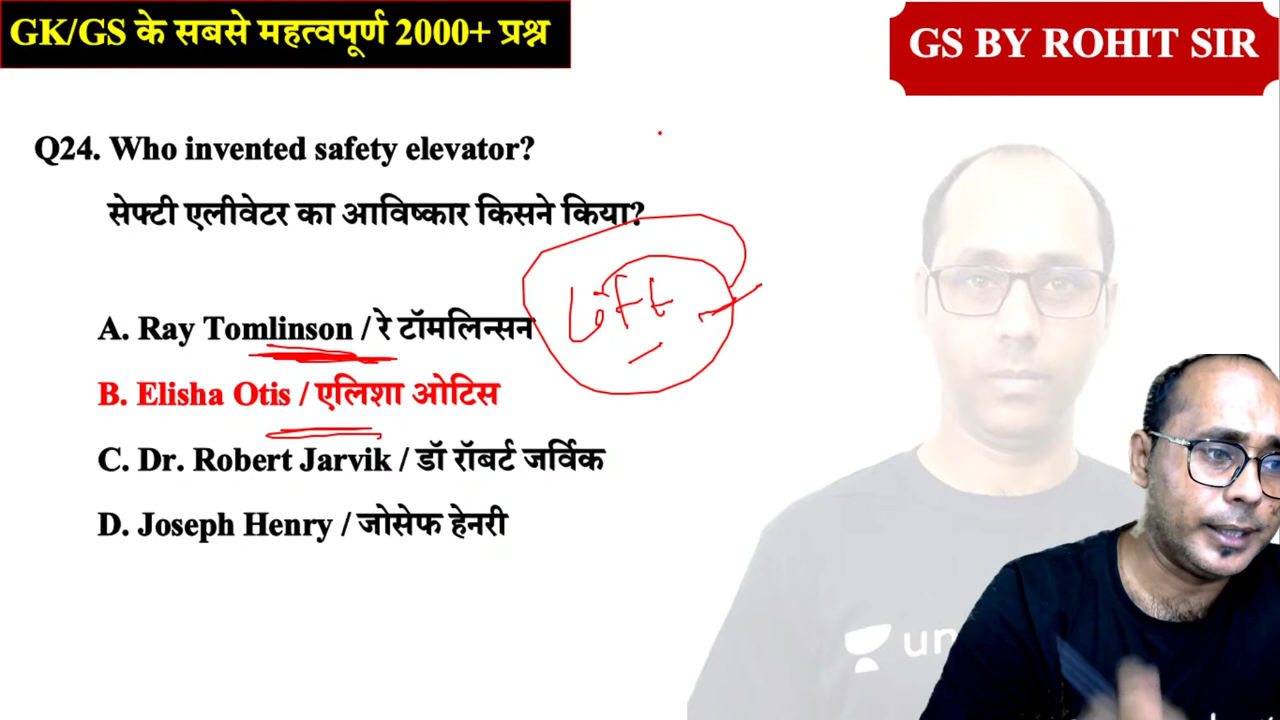 GK/GS के सबसे महत्वपूर्ण 2000+ प्रश्न
GS BY ROHIT SIR
Q24. Who invented safety elevator?
सेफ्टी एलीवेटर का आविष्कार किसने किया?
Lift
A. Ray Tomlinson / रे टॉमलिन्सन
B. Elisha Otis / एलिशा ओटिस
C. Dr. Robert Jarvik / डॉ रॉबर्ट जर्विक
D. Joseph Henry / जोसेफ हेनरी
un